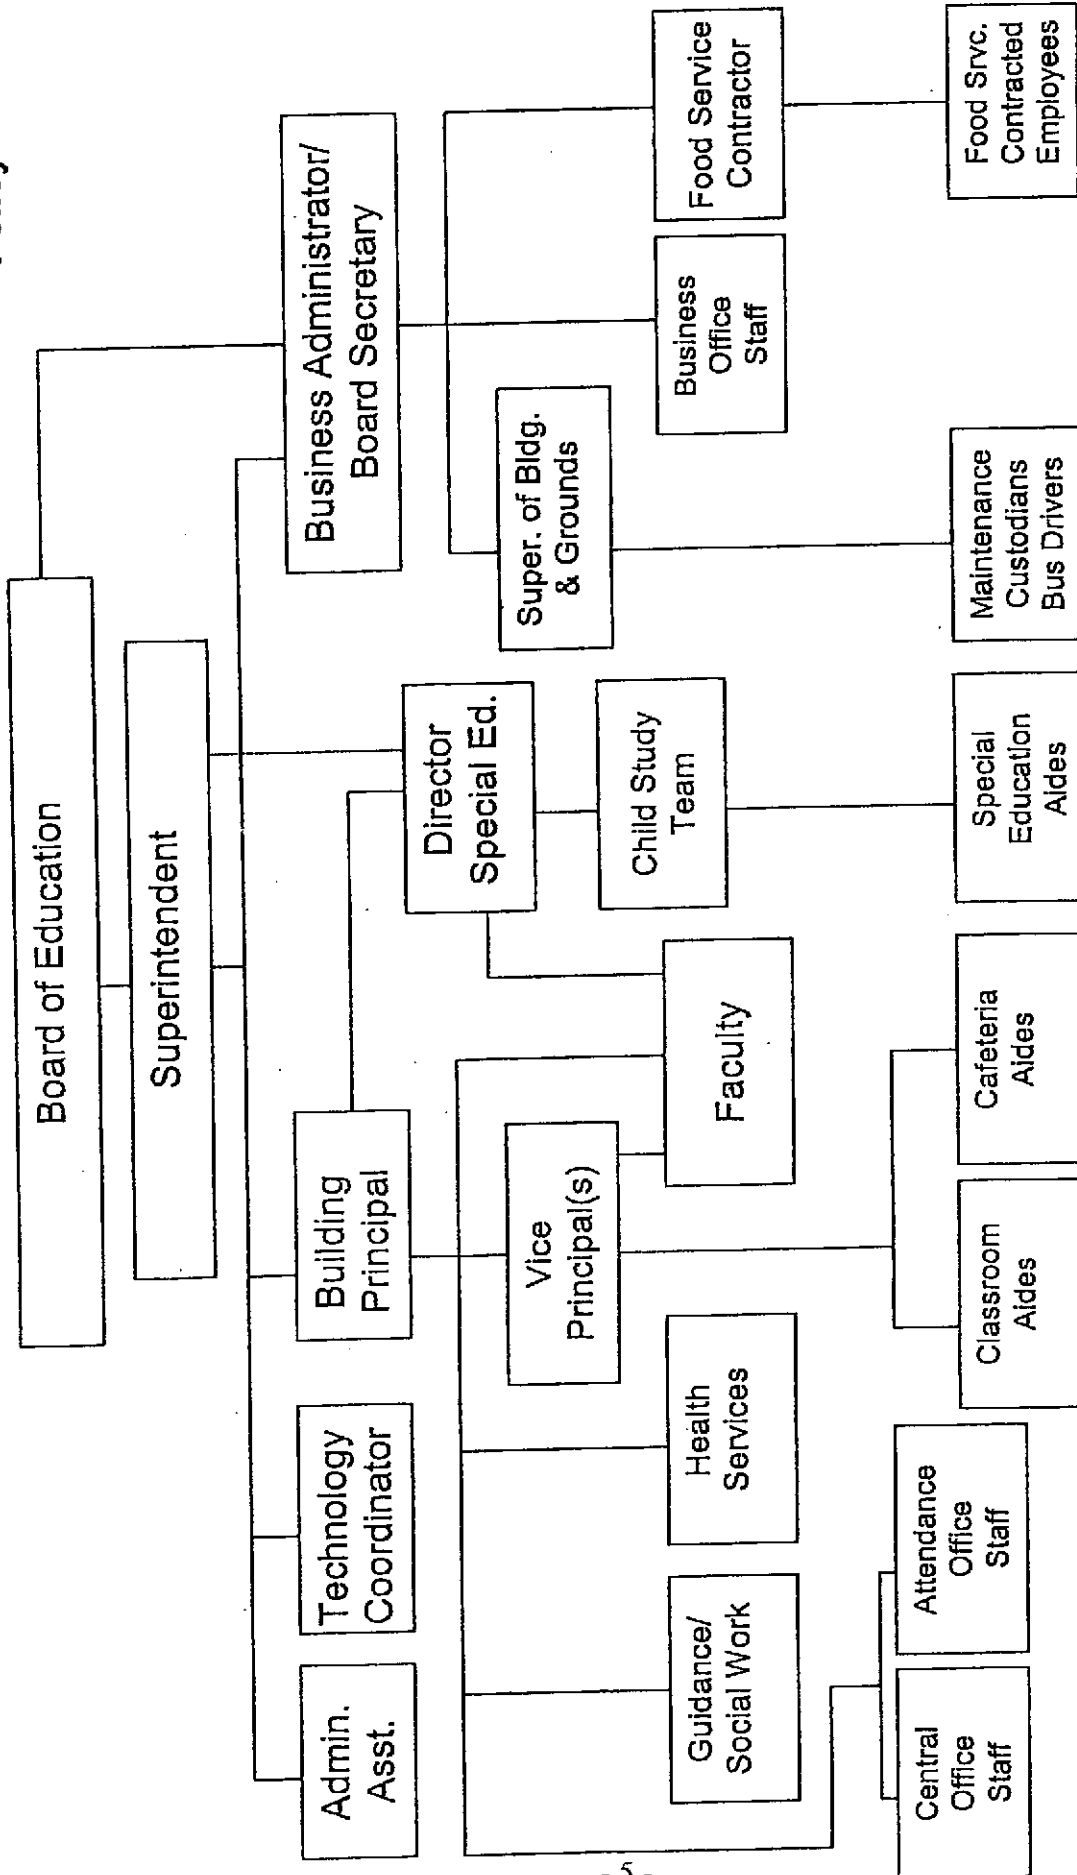 Board of Education
Superintendent
Admin.
Asst.
Technology
Coordinator
Building
Principal
Business Administrator/
Board Secretary
Director
Special Ed.
Vice
Principal(s)
Super. of Bldg.
& Grounds
Child Study
Team
Guidance/
Social Work
Health
Services
Faculty
Business
Office
Staff
Food Service
Contractor
Central
Office
Staff
Attendance
Office
Staff
Classroom
Aides
Cafeteria
Aides
Special
Education
Aides
Maintenance
Custodians
Bus Drivers
Food Srvc.
Contracted
Employees
- 5 -